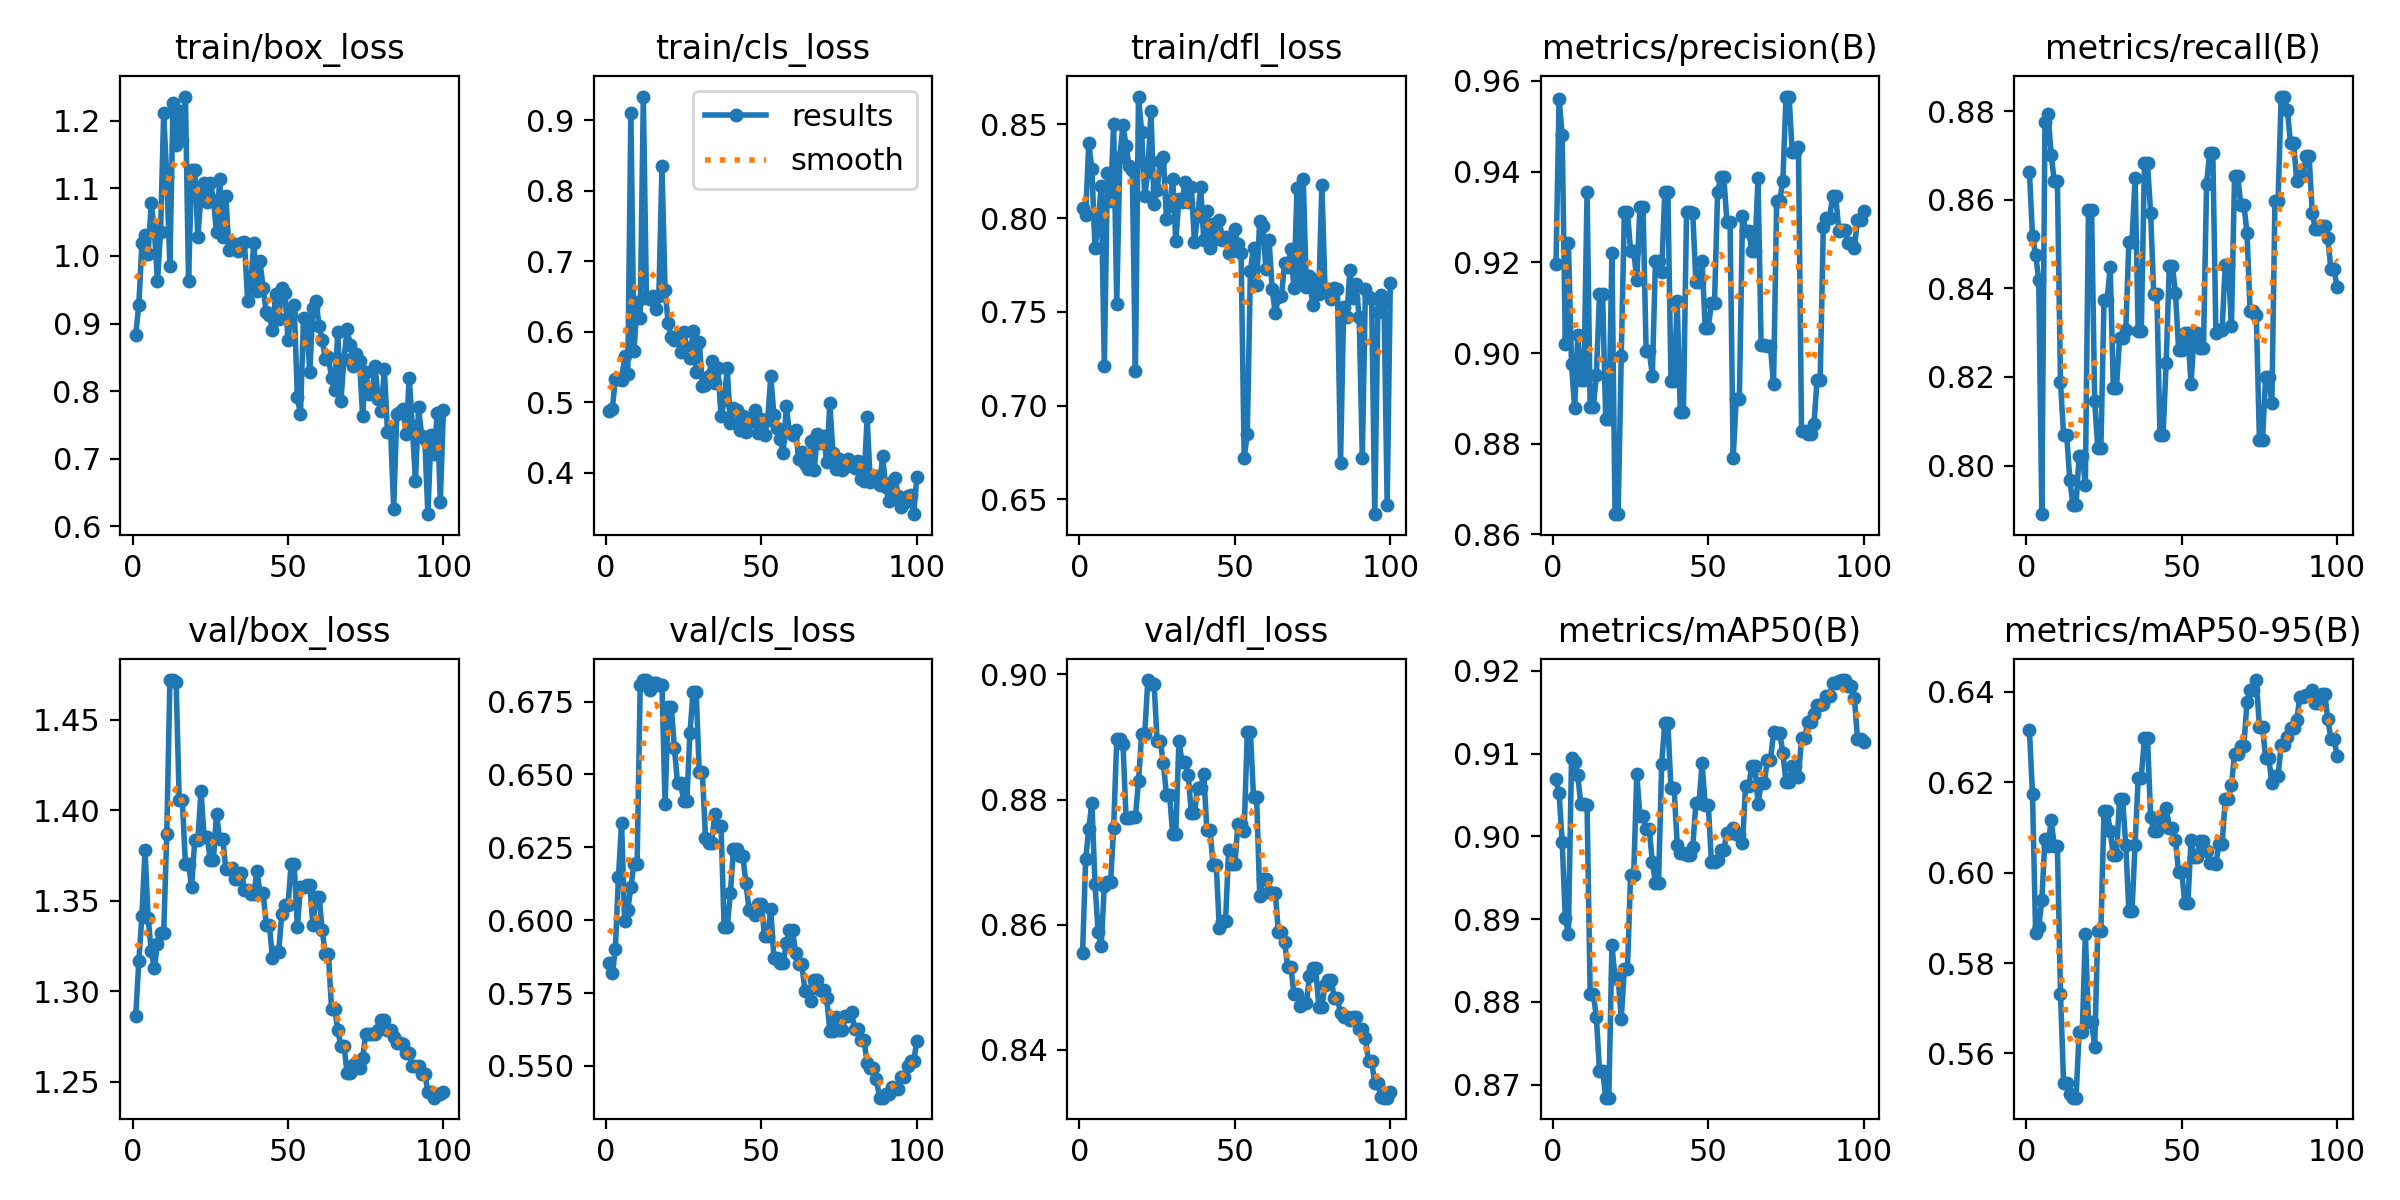 train/box_loss
1.2
1.1
1.0
0.9
0.8
0.7
0.6
0 50 100
train/cls_loss
results
smooth
0.9
0.8
0.7
0.6
0.5
0.4
0 50 100
train/dfl_loss
0.85
0.80
0.75
0.70
0.65
0 50 100
metrics/precision(B)
0.96
0.94
0.92
0.90
0.88
0.86
0 50 100
metrics/recall(B)
0.88
0.86
0.84
0.82
0.80
0 50 100
val/box_loss
1.45
1.40
1.35
1.30
1.25
0 50 100
val/cls_loss
0.675
0.650
0.625
0.600
0.575
0.550
0 50 100
val/dfl_loss
0.90
0.88
0.86
0.84
0 50 100
metrics/mAP50(B)
0.92
0.91
0.90
0.89
0.88
0.87
0 50 100
metrics/mAP50-95(B)
0.64
0.62
0.60
0.58
0.56
0 50 100